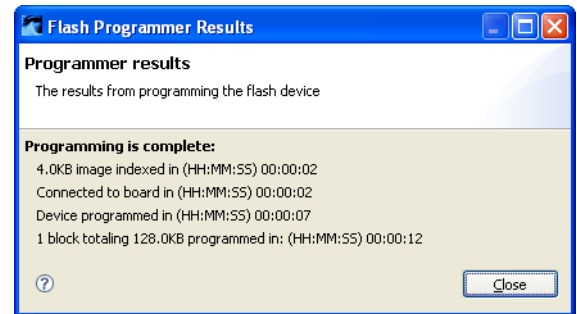 Flash Programmer Results
Programmer results
The results from programming the flash device
Programming is complete:
4.0KB image indexed in (HH:MM:SS) 00:00:02
Connected to board in (HH:MM:SS) 00:00:02
Device programmed in (HH:MM:SS) 00:00:07
1 block totaling 128.0KB programmed in: (HH:MM:SS) 00:00:12
?
Close